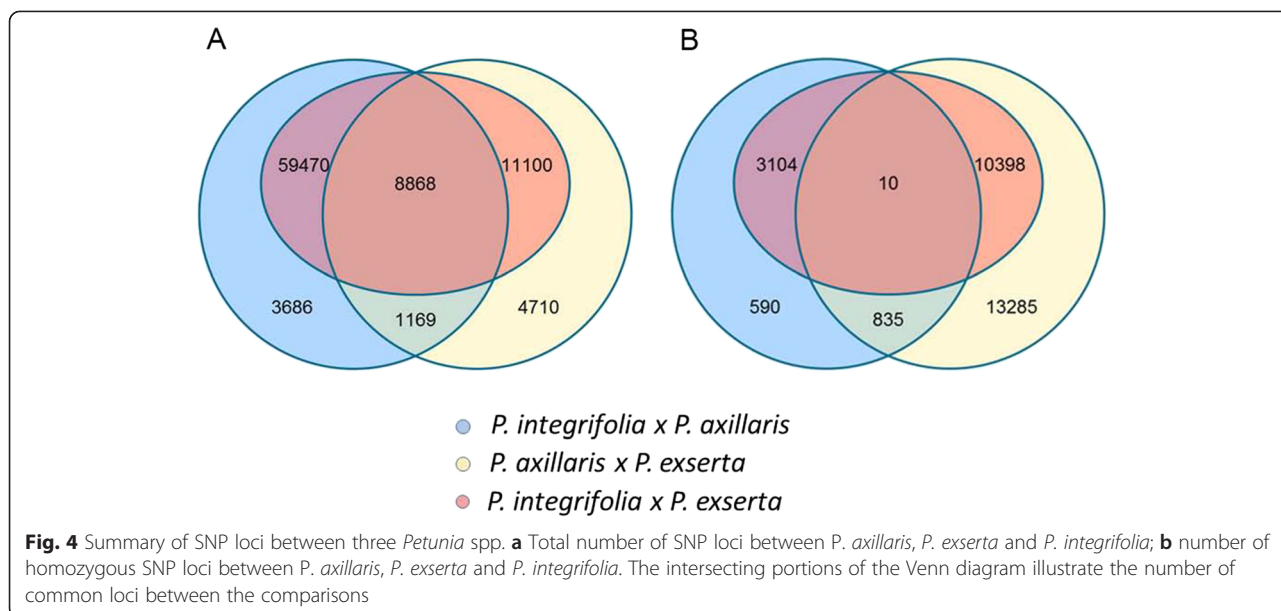 A
B
59470
8868
11100
3104
10
10398
3686
1169
4710
590
835
13285
P. integrifolia x P. axillaris
P. axillaris x P. exserta
P. integrifolia x P. exserta
Fig. 4 Summary of SNP loci between three Petunia spp. a Total number of SNP loci between P. axillaris, P. exserta and P. integrifolia; b number of
homozygous SNP loci between P. axillaris, P. exserta and P. integrifolia. The intersecting portions of the Venn diagram illustrate the number of
common loci between the comparisons